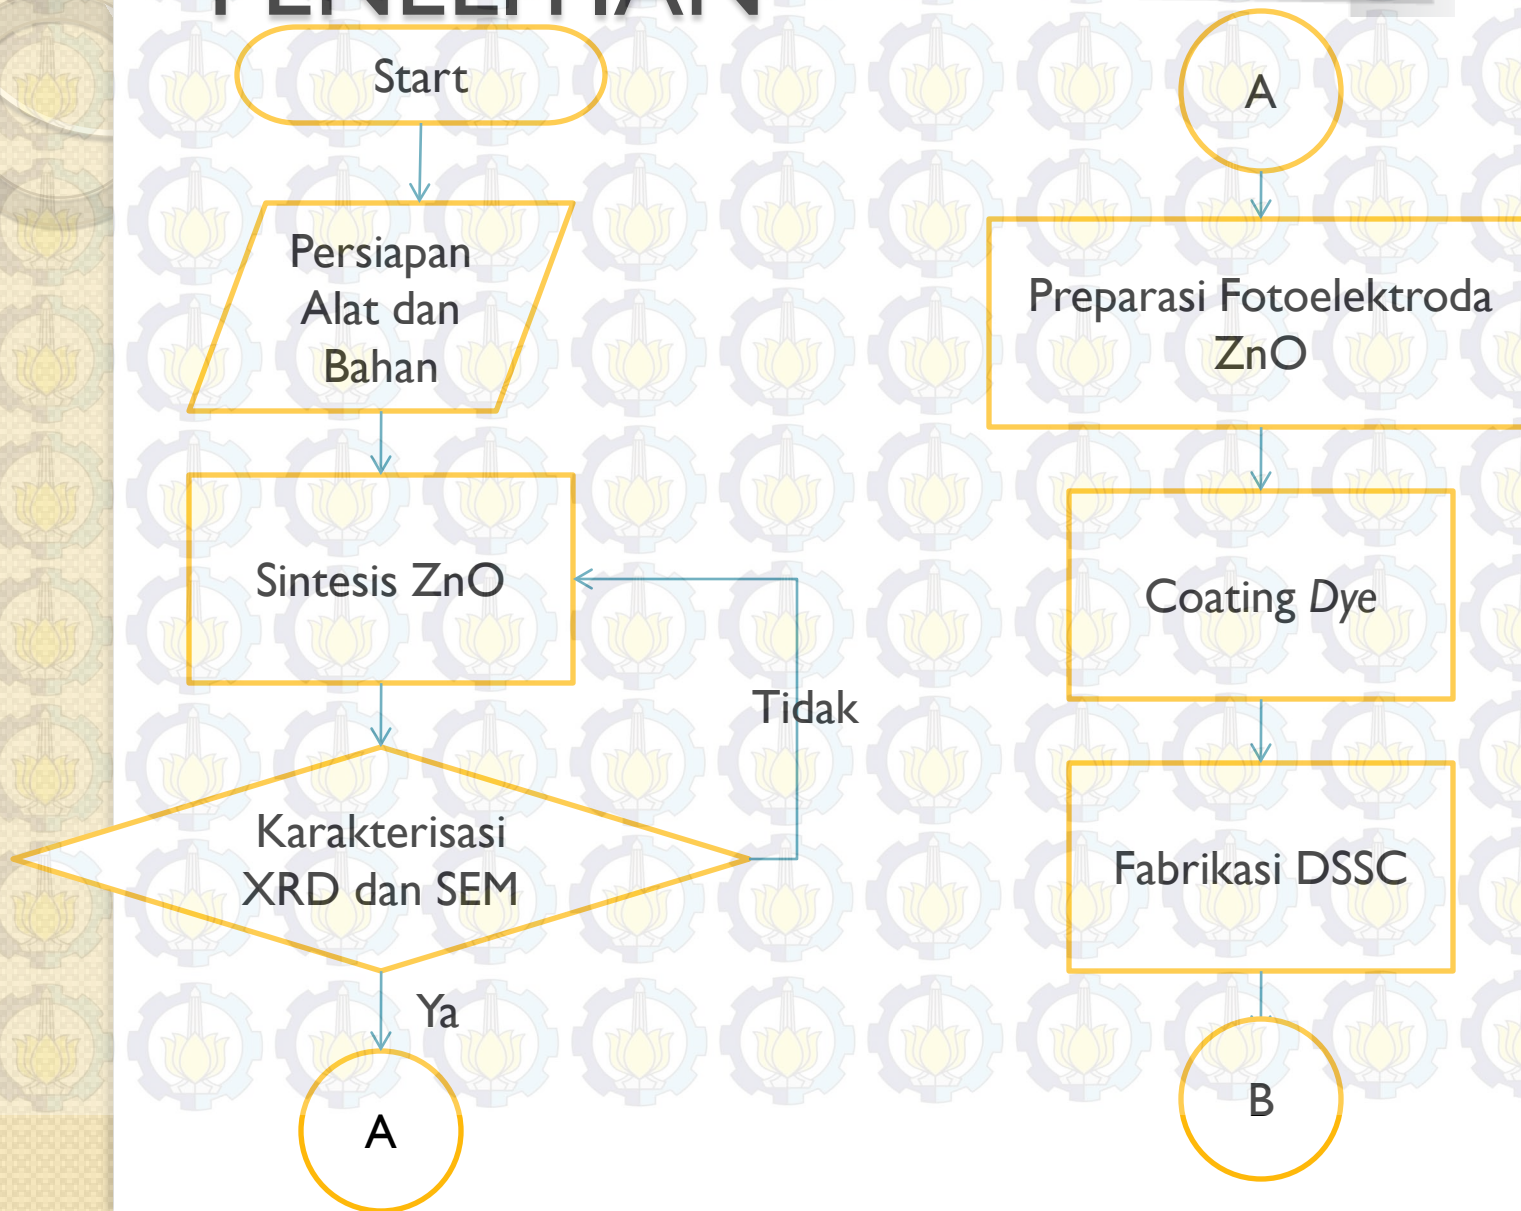 PENELITIAN
Start
Persiapan
Alat dan
Bahan
Sintesis ZnO
Tidak
Karakterisasi
XRD dan SEM
Ya
A
A
Preparasi Fotoelektroda
ZnO
Coating Dye
Fabrikasi DSSC
B